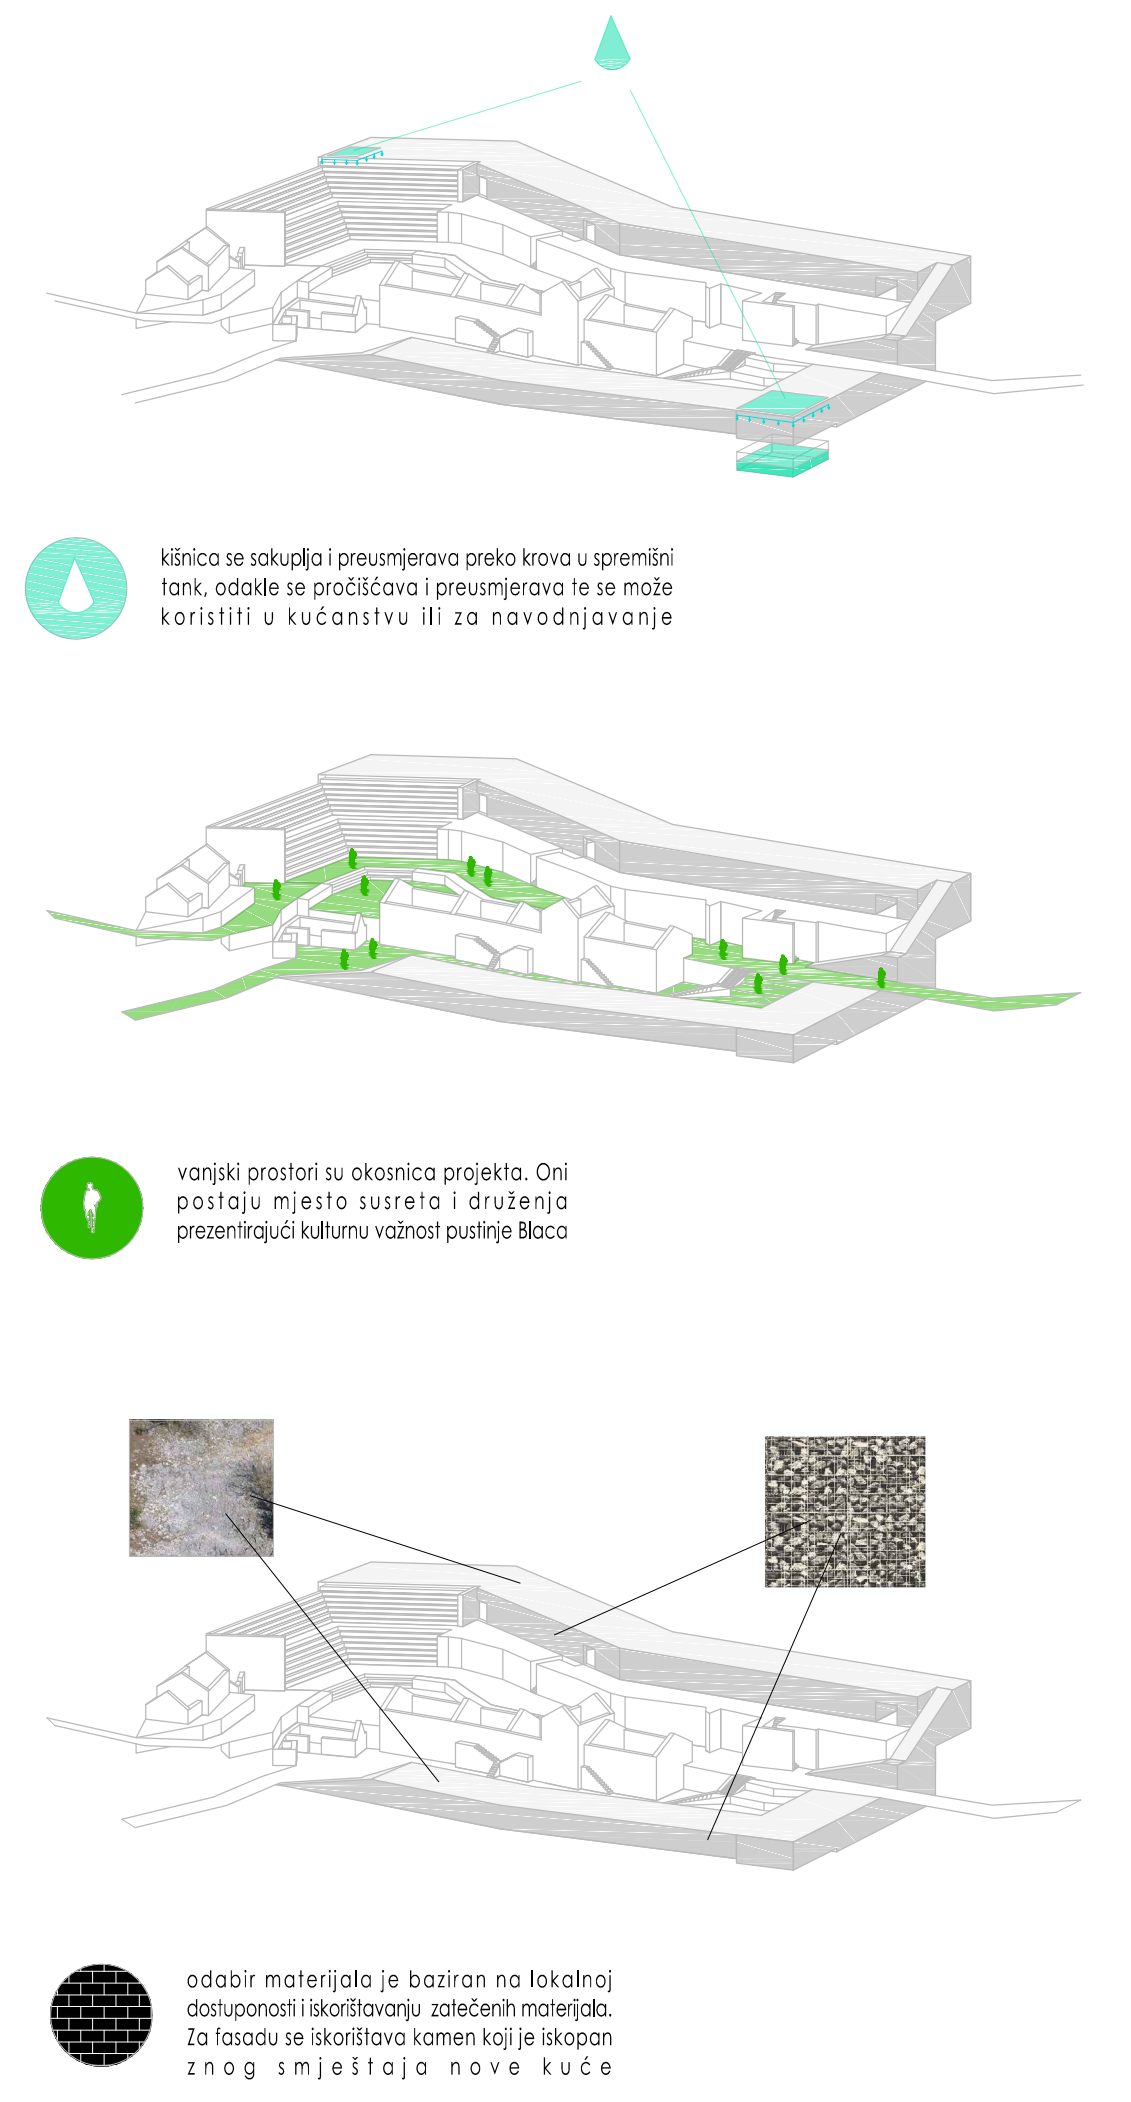 kišnica se sakuplja i preusmjerava preko krova u spremišni
tank, odakle se pročišćava i preusmjerava te se može
koristiti u kućanstvu ili za navodnjavanje
vanjski prostori su okosnica projekta. Oni
postaju mjesto susreta i druženja
prezentirajući kulturnu važnost pustinje Blaca
odabir materijala je baziran na lokalnoj
dostuponosti i iskorištavanju zatečenih materijala.
Za fasadu se iskorištava kamen koji je iskopan
znog smještaja nove kuće